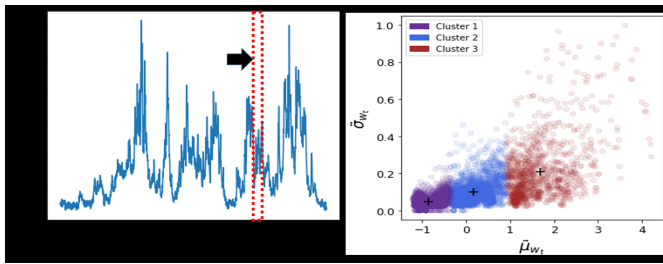 Cluster 1
Cluster 2
Cluster 3
1.0
0.8
0.6
0.4
0.2
0.0
σ̃_{w_t}
−1 0 1 2 3 4
μ̃_{w_t}